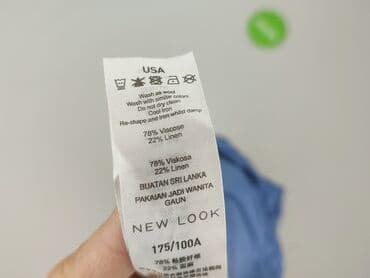 USA
Wash as wool
Wash with similar colors
Do not dry clean
Cool Iron
Re-shape and Iron whilst damp
78% Viscose
22% Linen
78% Viskosa
22% Linen
BUATAN SRI LANKA
PAKAIAN JADI WANITA
GAUN
NEW LOOK
175/100A
78% 粘胶纤维
22%